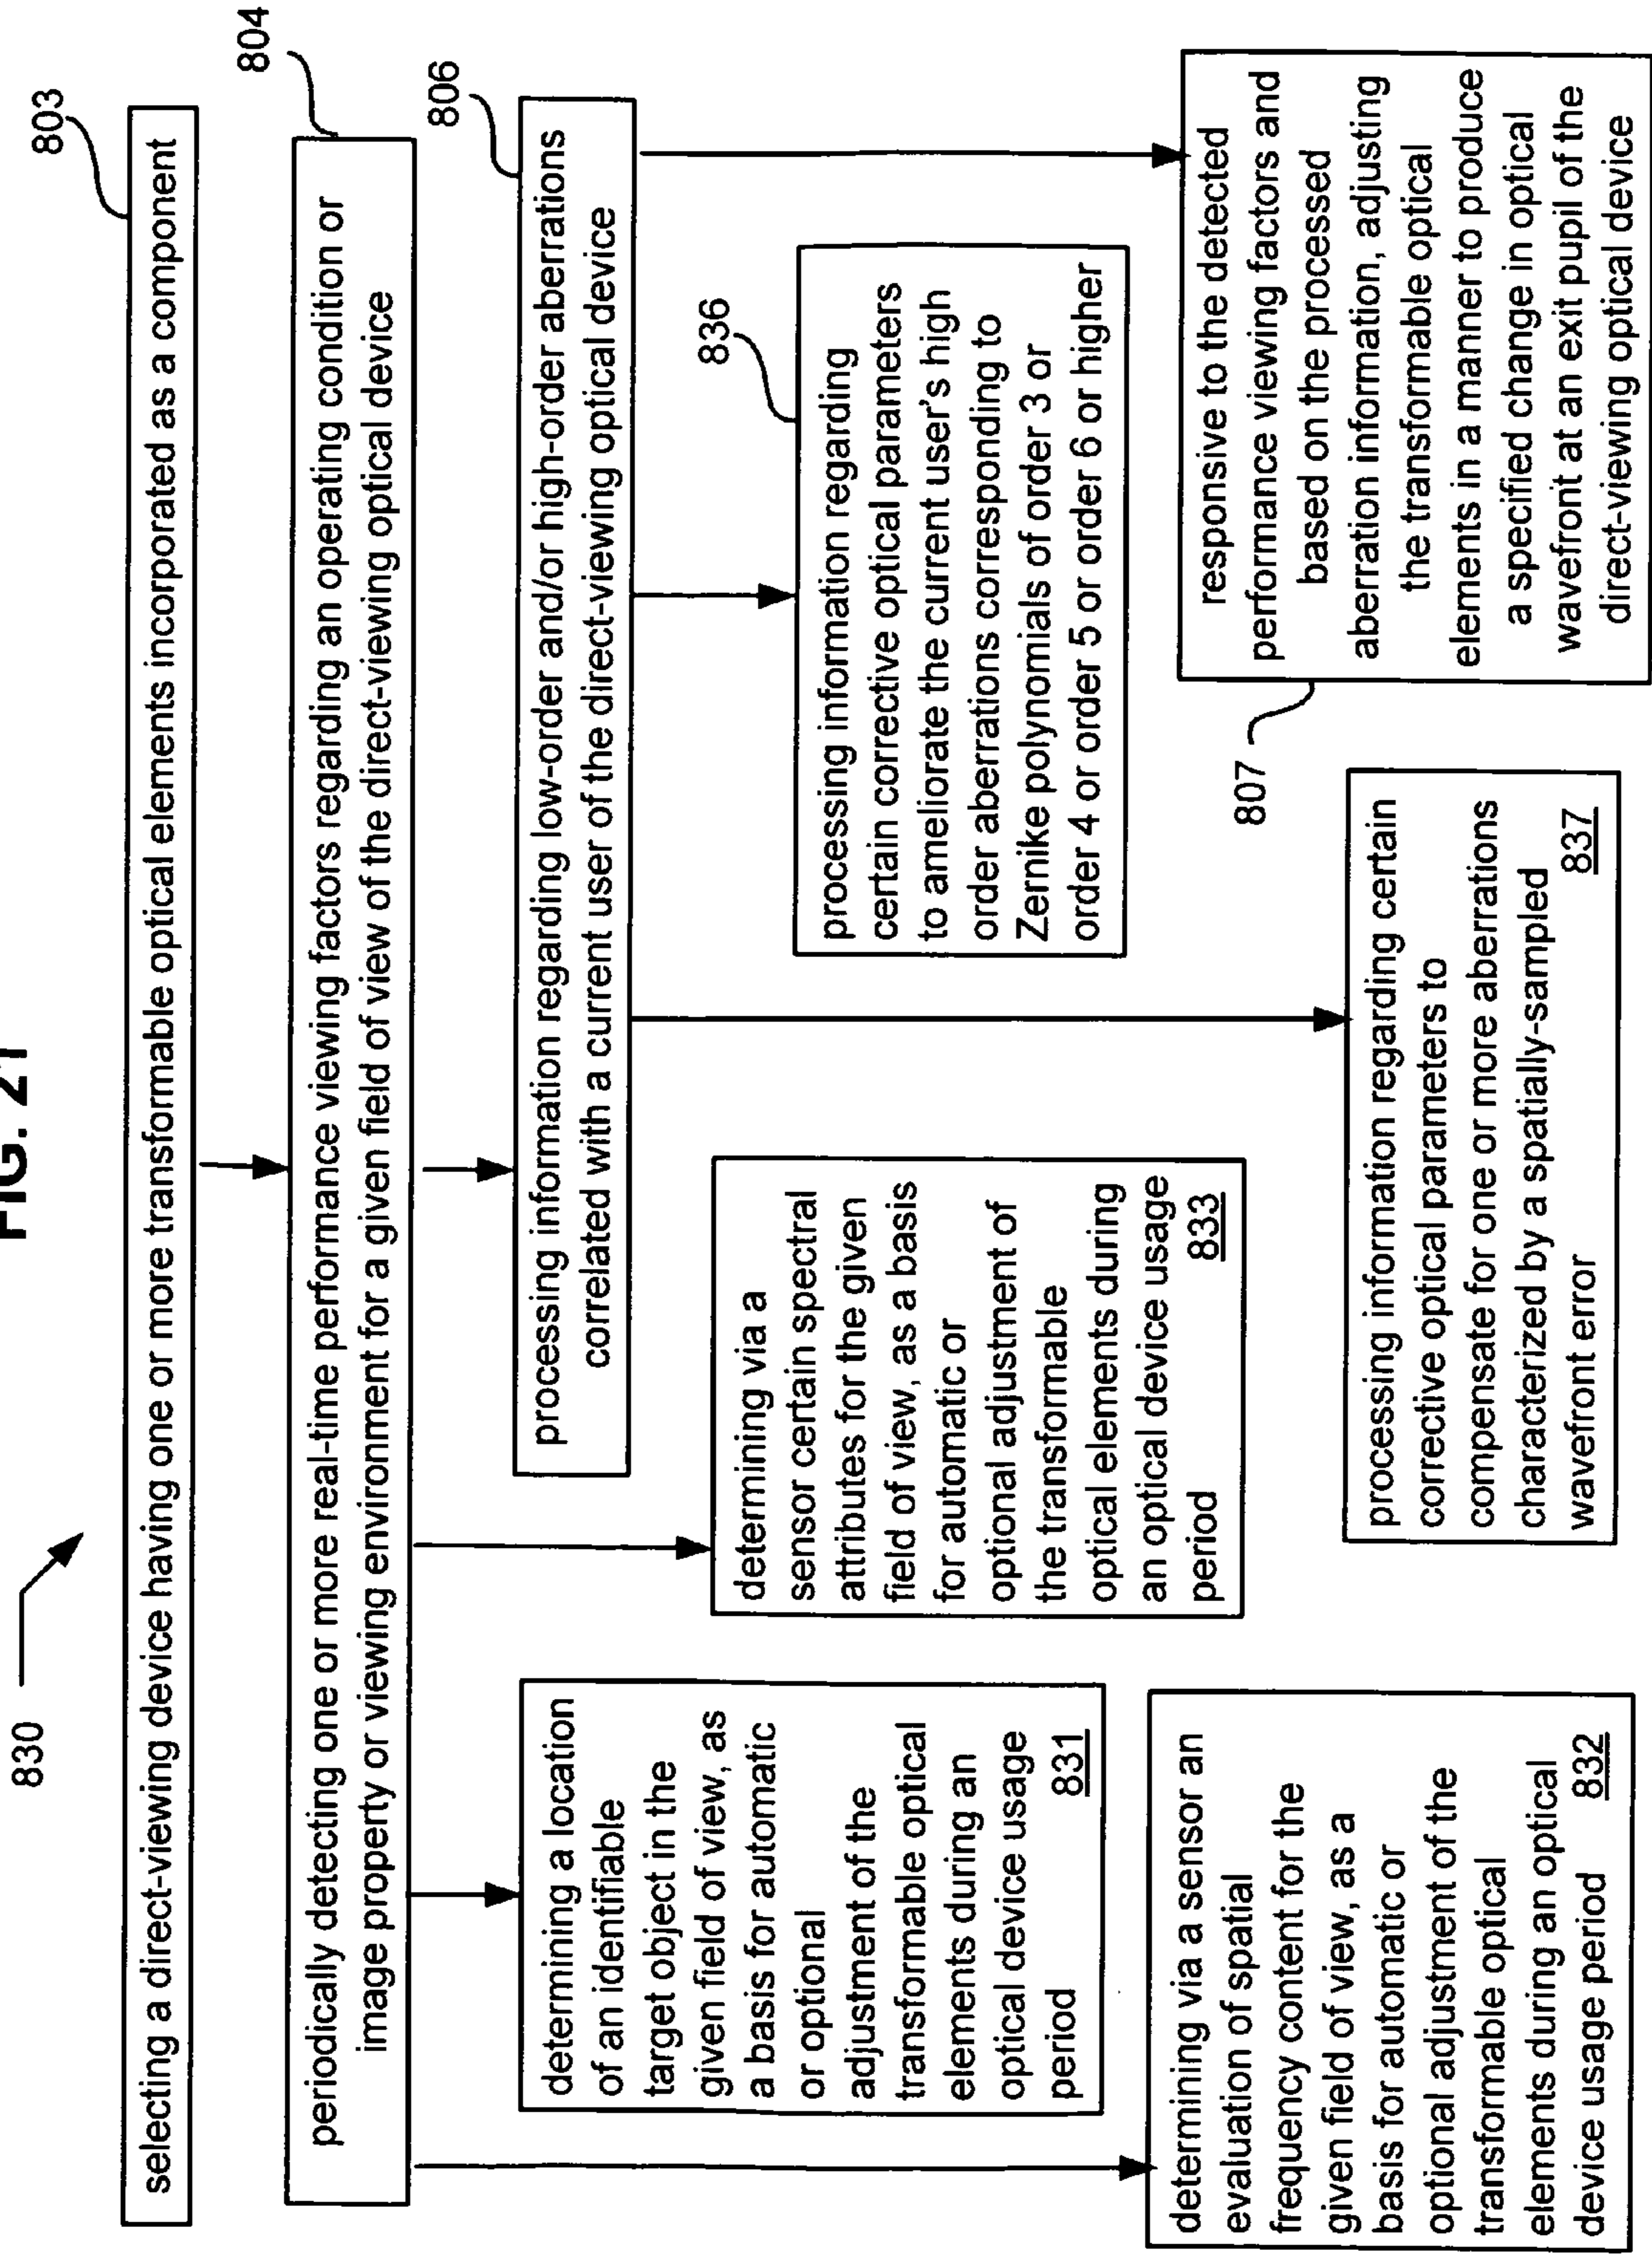 FIG. 21
830
803
selecting a direct-viewing device having one or more transformable optical elements incorporated as a component
804
periodically detecting one or more real-time performance viewing factors regarding an operating condition or
image property or viewing environment for a given field of view of the direct-viewing optical device
806
processing information regarding low-order and/or high-order aberrations
correlated with a current user of the direct-viewing optical device
determining a location
of an identifiable
target object in the
given field of view, as
a basis for automatic
or optional
adjustment of the
transformable optical
elements during an
optical device usage
period 831
determining via a sensor an
evaluation of spatial
frequency content for the
given field of view, as a
basis for automatic or
optional adjustment of the
transformable optical
elements during an optical
device usage period 832
determining via a
sensor certain spectral
attributes for the given
field of view, as a basis
for automatic or
optional adjustment of
the transformable
optical elements during
an optical device usage
period 833
836
processing information regarding
certain corrective optical parameters
to ameliorate the current user's high
order aberrations corresponding to
Zernike polynomials of order 3 or
order 4 or order 5 or order 6 or higher
processing information regarding certain
corrective optical parameters to
compensate for one or more aberrations
characterized by a spatially-sampled
wavefront error 837
807
responsive to the detected
performance viewing factors and
based on the processed
aberration information, adjusting
the transformable optical
elements in a manner to produce
a specified change in optical
wavefront at an exit pupil of the
direct-viewing optical device